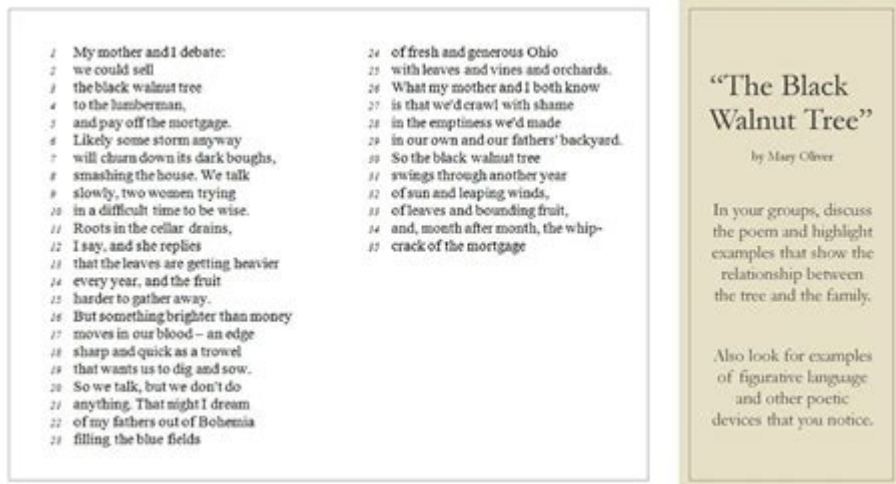 1 My mother and I debate:
2 we could sell
3 the black walnut tree
4 to the lumberman,
5 and pay off the mortgage.
6 Likely some storm anyway
7 will churn down its dark boughs,
8 smashing the house. We talk
9 slowly, two women trying
10 in a difficult time to be wise.
11 Roots in the cellar drains,
12 I say, and she replies
13 that the leaves are getting heavier
14 every year, and the fruit
15 harder to gather away.
16 But something brighter than money
17 moves in our blood – an edge
18 sharp and quick as a trowel
19 that wants us to dig and sow.
20 So we talk, but we don't do
21 anything. That night I dream
22 of my fathers out of Bohemia
23 filling the blue fields
24 of fresh and generous Ohio
25 with leaves and vines and orchards.
26 What my mother and I both know
27 is that we'd crawl with shame
28 in the emptiness we'd made
29 in our own and our fathers' backyard.
30 So the black walnut tree
31 swings through another year
32 of sun and leaping winds,
33 of leaves and bounding fruit,
34 and, month after month, the whip-
35 crack of the mortgage
“The Black
Walnut Tree”
by Mary Oliver
In your groups, discuss
the poem and highlight
examples that show the
relationship between
the tree and the family.
Also look for examples
of figurative language
and other poetic
devices that you notice.